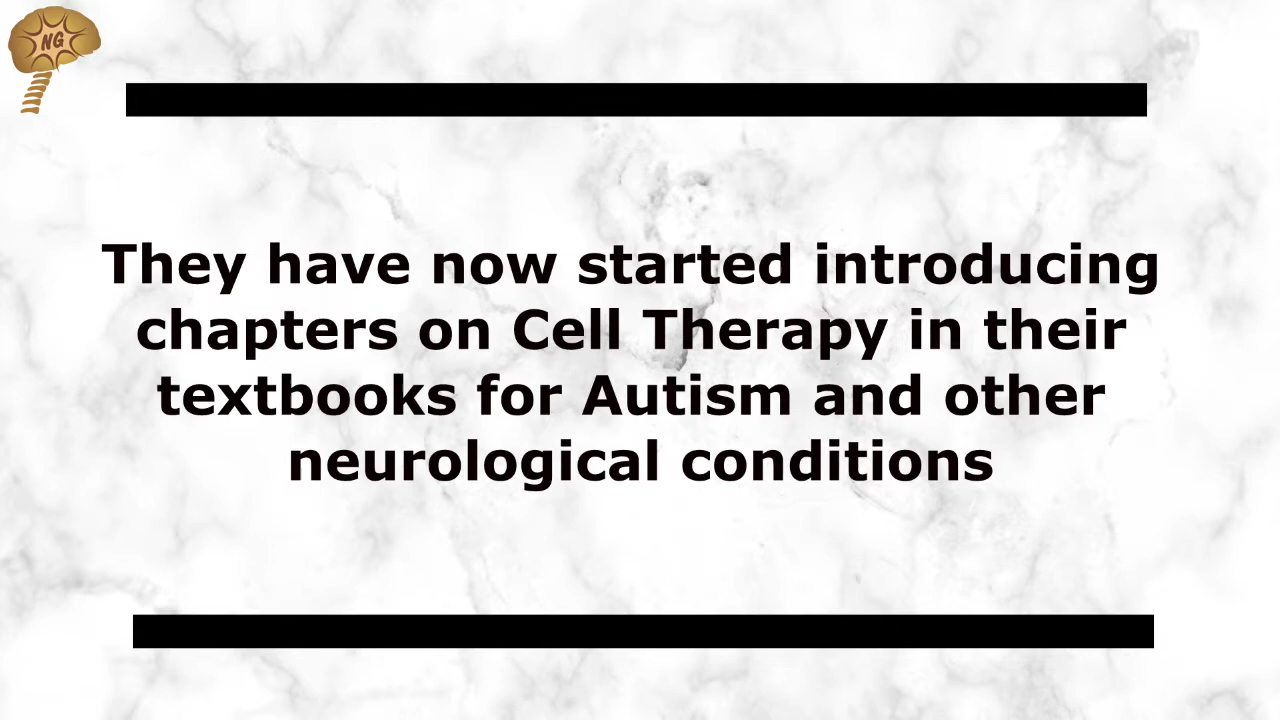 NG
They have now started introducing
chapters on Cell Therapy in their
textbooks for Autism and other
neurological conditions